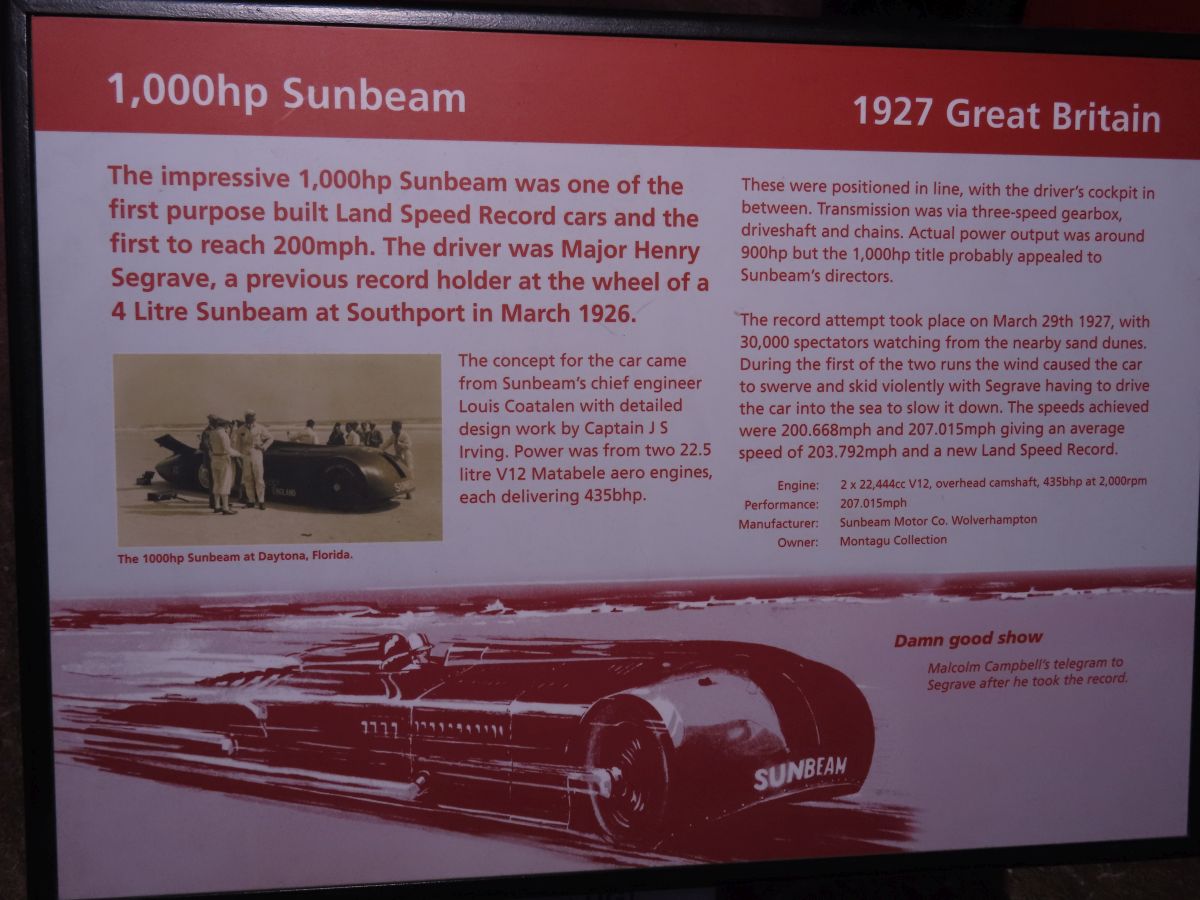 1,000hp Sunbeam
1927 Great Britain
The impressive 1,000hp Sunbeam was one of the
first purpose built Land Speed Record cars and the
first to reach 200mph. The driver was Major Henry
Segrave, a previous record holder at the wheel of a
4 Litre Sunbeam at Southport in March 1926.
The concept for the car came
from Sunbeam's chief engineer
Louis Coatalen with detailed
design work by Captain J S
Irving. Power was from two 22.5
litre V12 Matabele aero engines,
each delivering 435bhp.
The 1000hp Sunbeam at Daytona, Florida.
These were positioned in line, with the driver's cockpit in
between. Transmission was via three-speed gearbox,
driveshaft and chains. Actual power output was around
900hp but the 1,000hp title probably appealed to
Sunbeam's directors.
The record attempt took place on March 29th 1927, with
30,000 spectators watching from the nearby sand dunes.
During the first of the two runs the wind caused the car
to swerve and skid violently with Segrave having to drive
the car into the sea to slow it down. The speeds achieved
were 200.668mph and 207.015mph giving an average
speed of 203.792mph and a new Land Speed Record.
Engine: 2 x 22,444cc V12, overhead camshaft, 435bhp at 2,000rpm
Performance: 207.015mph
Manufacturer: Sunbeam Motor Co. Wolverhampton
Owner: Montagu Collection
Damn good show
Malcolm Campbell's telegram to
Segrave after he took the record.
SUNBEAM